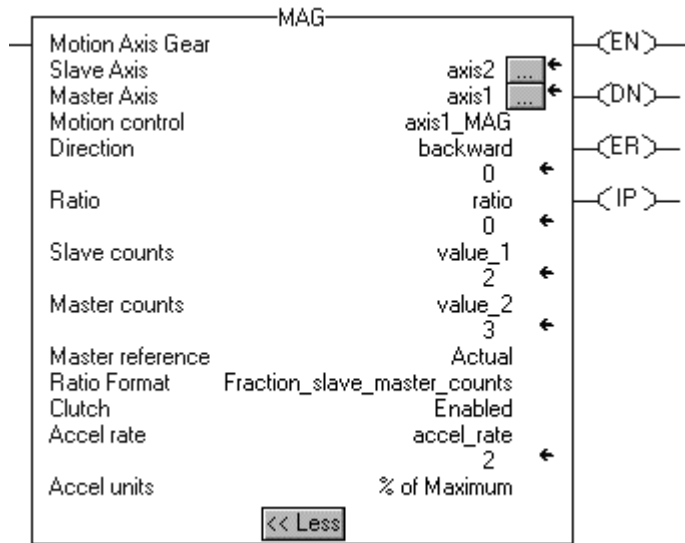 MAG
Motion Axis Gear (EN)
Slave Axis axis2 ...
Master Axis axis1 ... (DN)
Motion control axis1_MAG
Direction backward (ER)
0
Ratio ratio (IP)
0
Slave counts value_1
2
Master counts value_2
3
Master reference Actual
Ratio Format Fraction_slave_master_counts
Clutch Enabled
Accel rate accel_rate
2
Accel units % of Maximum
<< Less